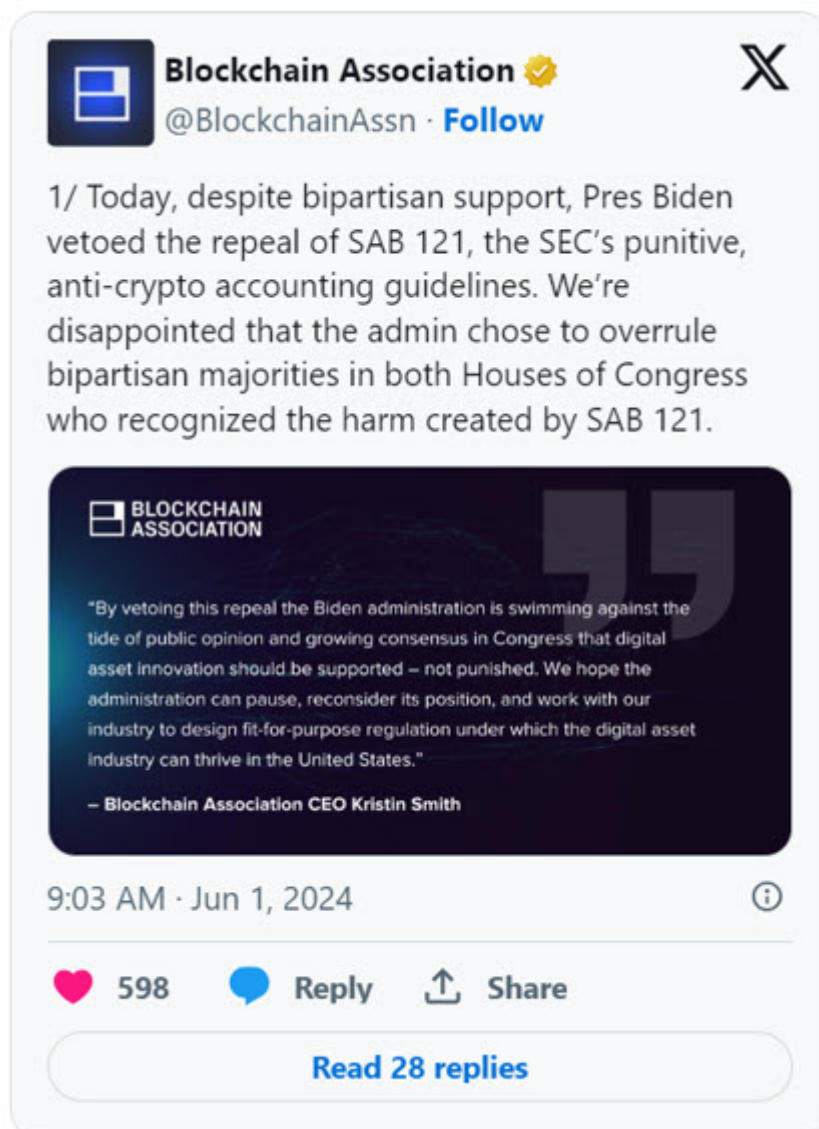 Blockchain Association
@BlockchainAssn · Follow
1/ Today, despite bipartisan support, Pres Biden
vetoed the repeal of SAB 121, the SEC’s punitive,
anti-crypto accounting guidelines. We’re
disappointed that the admin chose to overrule
bipartisan majorities in both Houses of Congress
who recognized the harm created by SAB 121.
BLOCKCHAIN
ASSOCIATION
“By vetoing this repeal the Biden administration is swimming against the
tide of public opinion and growing consensus in Congress that digital
asset innovation should be supported – not punished. We hope the
administration can pause, reconsider its position, and work with our
industry to design fit-for-purpose regulation under which the digital asset
industry can thrive in the United States.”
– Blockchain Association CEO Kristin Smith
9:03 AM · Jun 1, 2024
598 Reply Share
Read 28 replies